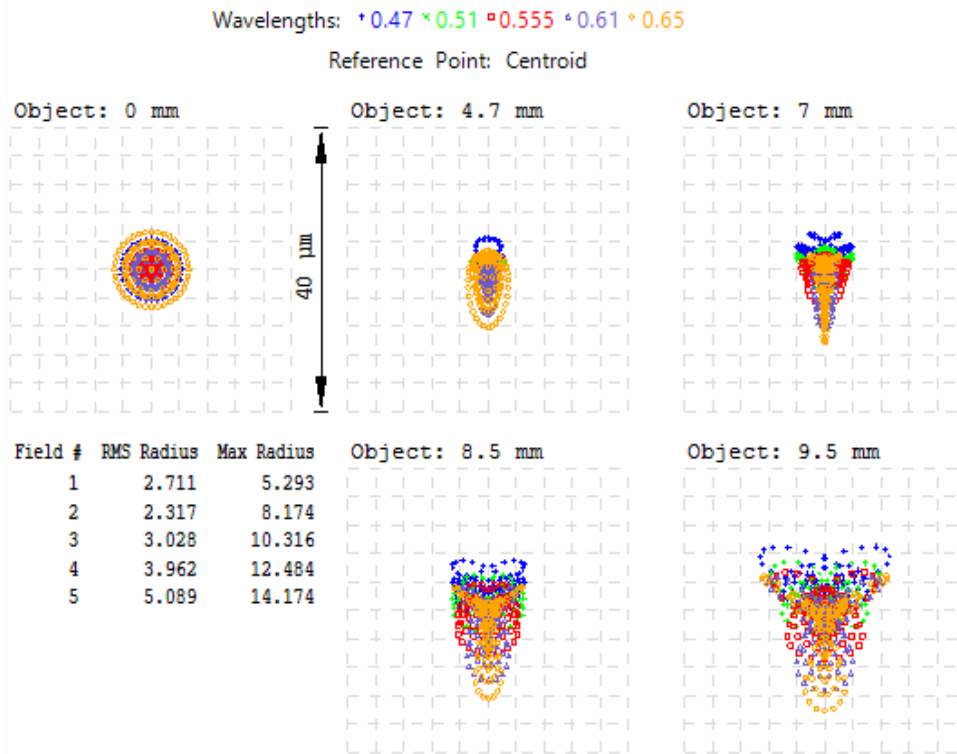 Wavelengths: 0.47 0.51 0.555 0.61 0.65
Reference Point: Centroid
Object: 0 mm
Object: 4.7 mm
Object: 7 mm
40 µm
Field # RMS Radius Max Radius
1 2.711 5.293
2 2.317 8.174
3 3.028 10.316
4 3.962 12.484
5 5.089 14.174
Object: 8.5 mm
Object: 9.5 mm